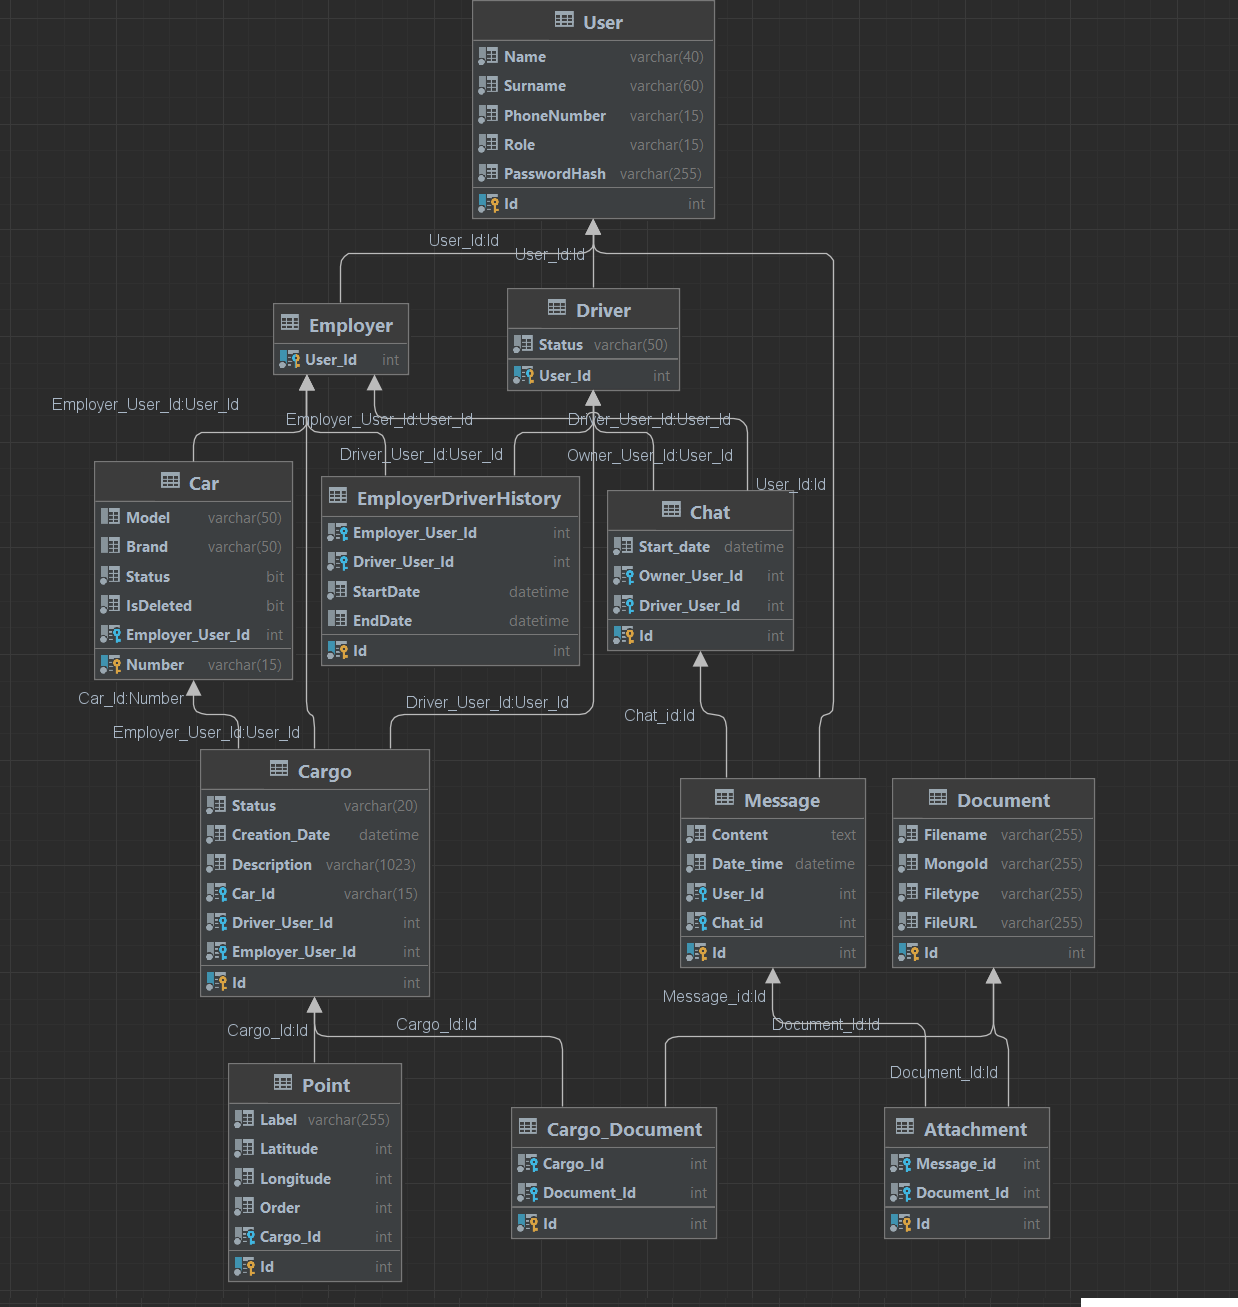 User
Name varchar(40)
Surname varchar(60)
PhoneNumber varchar(15)
Role varchar(15)
PasswordHash varchar(255)
Id int
User_Id:Id
User_Id:Id
Employer
User_Id int
Driver
Status varchar(50)
User_Id int
Employer_User_Id:User_Id
Employer_User_Id:User_Id
Driver_User_Id:User_Id
Driver_User_Id:User_Id
Owner_User_Id:User_Id
User_Id:Id
Car
Model varchar(50)
Brand varchar(50)
Status bit
IsDeleted bit
Employer_User_Id int
Number varchar(15)
EmployerDriverHistory
Employer_User_Id int
Driver_User_Id int
StartDate datetime
EndDate datetime
Id int
Chat
Start_date datetime
Owner_User_Id int
Driver_User_Id int
Id int
Car_Id:Number
Employer_User_Id:User_Id
Driver_User_Id:User_Id
Chat_id:Id
Cargo
Status varchar(20)
Creation_Date datetime
Description varchar(1023)
Car_Id varchar(15)
Driver_User_Id int
Employer_User_Id int
Id int
Message
Content text
Date_time datetime
User_Id int
Chat_id int
Id int
Document
Filename varchar(255)
MongoId varchar(255)
Filetype varchar(255)
FileURL varchar(255)
Id int
Cargo_Id:Id
Cargo_Id:Id
Message_id:Id
Document_Id:Id
Document_Id:Id
Point
Label varchar(255)
Latitude int
Longitude int
Order int
Cargo_Id int
Id int
Cargo_Document
Cargo_Id int
Document_Id int
Id int
Attachment
Message_id int
Document_Id int
Id int